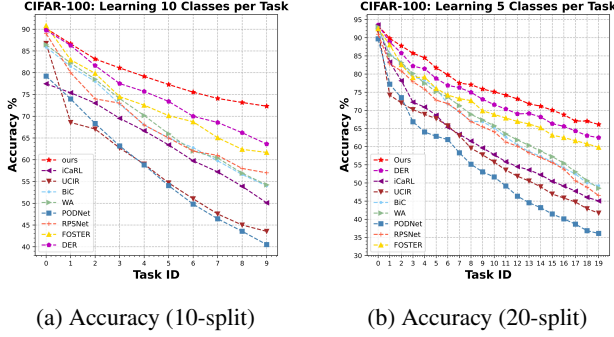 CIFAR-100: Learning 10 Classes per Task
Accuracy %
90
85
80
75
70
65
60
55
50
45
40
ours
iCaRL
UCIR
BiC
WA
PODNet
RPSNet
FOSTER
DER
0 1 2 3 4 5 6 7 8 9
Task ID
(a) Accuracy (10-split)
CIFAR-100: Learning 5 Classes per Task
Accuracy %
95
90
85
80
75
70
65
60
55
50
45
40
35
30
Ours
DER
iCaRL
UCIR
BiC
WA
PODNet
RPSNet
FOSTER
0 1 2 3 4 5 6 7 8 9 10 11 12 13 14 15 16 17 18 19
Task ID
(b) Accuracy (20-split)